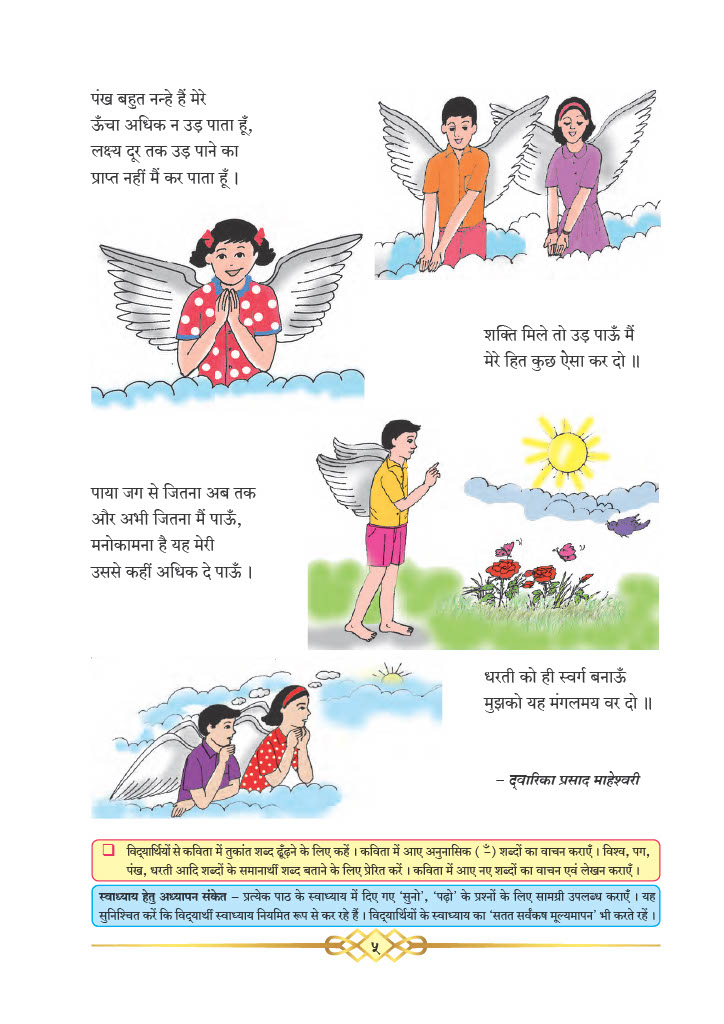 पंख बहुत नन्हे हैं मेरे
ऊँचा अधिक न उड़ पाता हूँ,
लक्ष्य दूर तक उड़ पाने का
प्राप्त नहीं मैं कर पाता हूँ ।
शक्ति मिले तो उड़ पाऊँ मैं
मेरे हित कुछ ऐसा कर दो ॥
पाया जग से जितना अब तक
और अभी जितना मैं पाऊँ,
मनोकामना है यह मेरी
उससे कहीं अधिक दे पाऊँ ।
धरती को ही स्वर्ग बनाऊँ
मुझको यह मंगलमय वर दो ॥
– द्‌वारिका प्रसाद माहेश्वरी
❑ विद्‌यार्थियों से कविता में तुकांत शब्द ढूँढ़ने के लिए कहें । कविता में आए अनुनासिक ( ँ ) शब्दों का वाचन कराएँ । विश्व, पग,
पंख, धरती आदि शब्दों के समानार्थी शब्द बताने के लिए प्रेरित करें । कविता में आए नए शब्दों का वाचन एवं लेखन कराएँ ।
स्वाध्याय हेतु अध्यापन संकेत – प्रत्येक पाठ के स्वाध्याय में दिए गए ‘सुनो’, ‘पढ़ो’ के प्रश्नों के लिए सामग्री उपलब्ध कराएँ । यह
सुनिश्चित करें कि विद्‌यार्थी स्वाध्याय नियमित रूप से कर रहे हैं । विद्‌यार्थियों के स्वाध्याय का ‘सतत सर्वंकष मूल्यमापन’ भी करते रहें ।
५